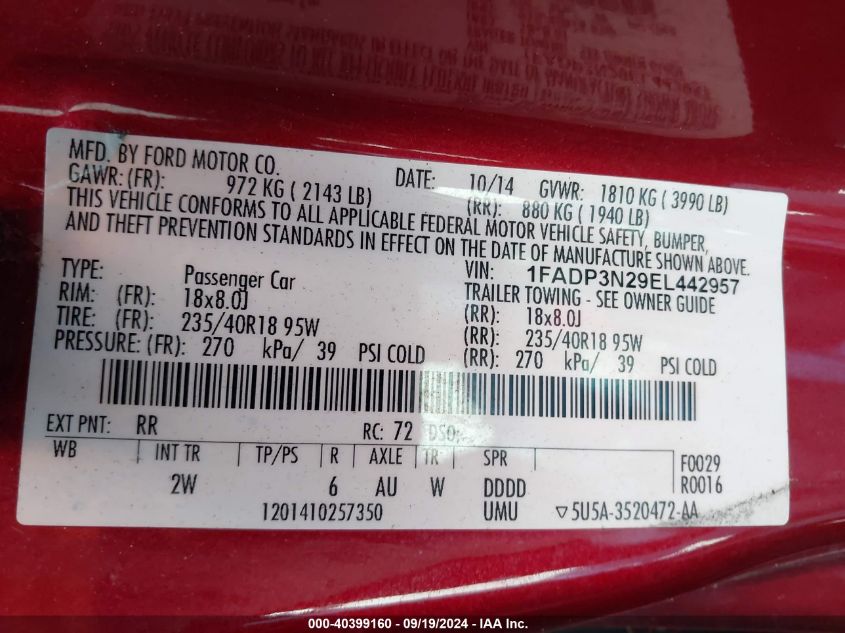 MFD. BY FORD MOTOR CO.
DATE: 10/14 GVWR: 1810 KG ( 3990 LB)
GAWR: (FR): 972 KG ( 2143 LB) (RR): 880 KG ( 1940 LB)
THIS VEHICLE CONFORMS TO ALL APPLICABLE FEDERAL MOTOR VEHICLE SAFETY, BUMPER,
AND THEFT PREVENTION STANDARDS IN EFFECT ON THE DATE OF MANUFACTURE SHOWN ABOVE.
VIN: 1FADP3N29EL442957
TYPE: Passenger Car TRAILER TOWING - SEE OWNER GUIDE
RIM: (FR): 18x8.0J (RR): 18x8.0J
TIRE: (FR): 235/40R18 95W (RR): 235/40R18 95W
PRESSURE: (FR): 270 kPa/ 39 PSI COLD (RR): 270 kPa/ 39 PSI COLD
EXT PNT: RR RC: 72 DSO:
WB INT TR TP/PS R AXLE TR SPR F0029
2W 6 AU W DDDD R0016
1201410257350 UMU ▽5U5A-3520472-AA
000-40399160 - 09/19/2024 - IAA Inc.